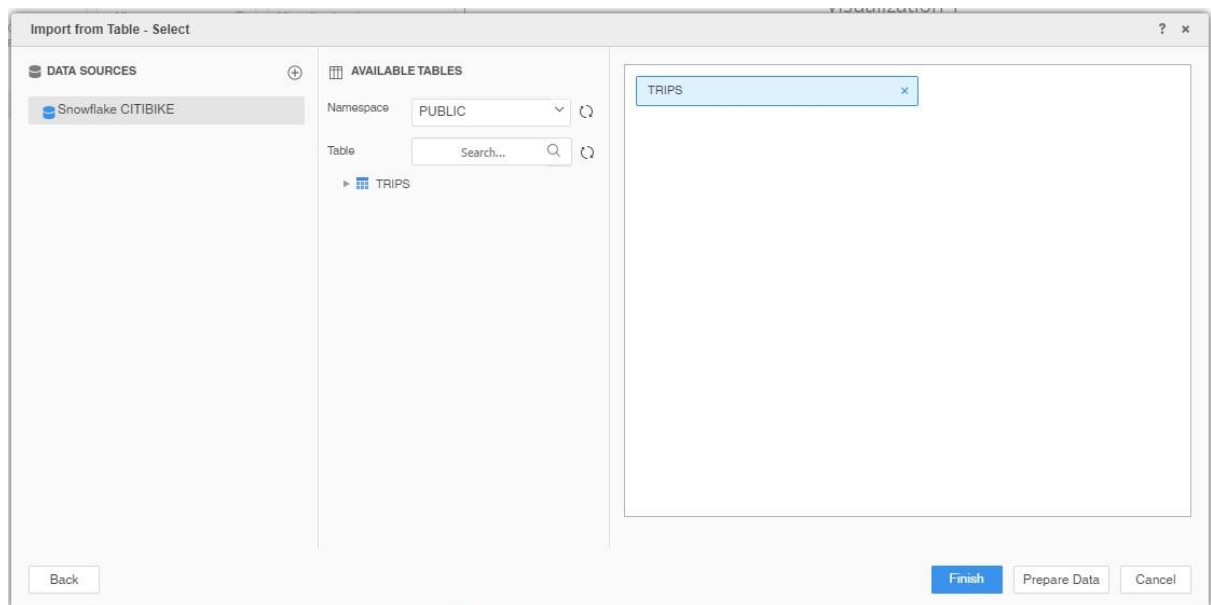 Import from Table - Select
? ×
DATA SOURCES
Snowflake CITIBIKE
AVAILABLE TABLES
Namespace PUBLIC
Table Search...
TRIPS
TRIPS ×
Back
Finish Prepare Data Cancel